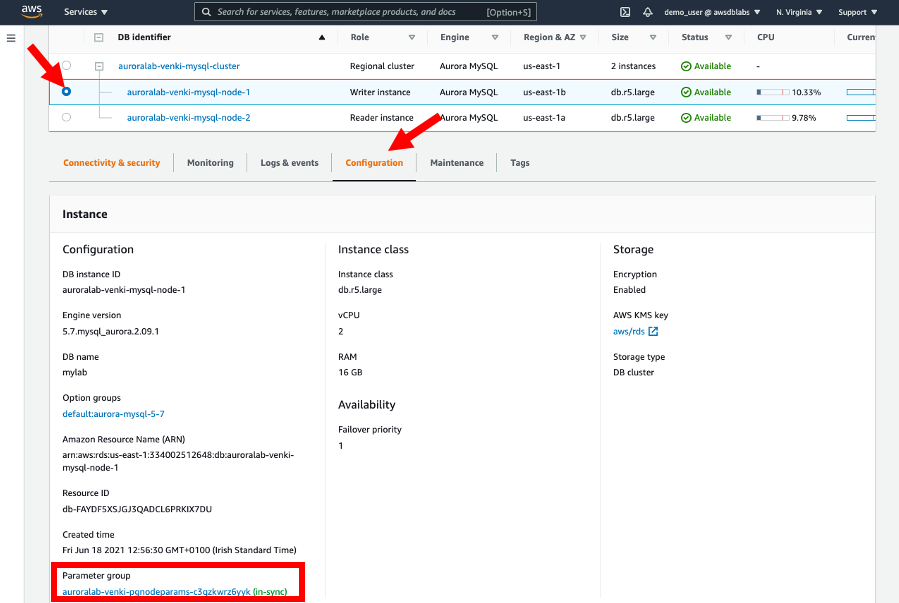 aws
Services ▼
Search for services, features, marketplace products, and docs [Option+S]
demo_user @ awsdblabs ▼
N. Virginia ▼
Support ▼
DB identifier Role Engine Region & AZ Size Status CPU Curren
auroralab-venki-mysql-cluster Regional cluster Aurora MySQL us-east-1 2 instances Available -
auroralab-venki-mysql-node-1 Writer instance Aurora MySQL us-east-1b db.r5.large Available 10.33%
auroralab-venki-mysql-node-2 Reader instance Aurora MySQL us-east-1a db.r5.large Available 9.78%
Connectivity & security Monitoring Logs & events Configuration Maintenance Tags
Instance
Configuration
DB instance ID
auroralab-venki-mysql-node-1
Engine version
5.7.mysql_aurora.2.09.1
DB name
mylab
Option groups
default:aurora-mysql-5-7
Amazon Resource Name (ARN)
arn:aws:rds:us-east-1:334002512648:db:auroralab-venki-
mysql-node-1
Resource ID
db-FAYDF5XSJGJ3QADCL6PRKIX7DU
Created time
Fri Jun 18 2021 12:56:30 GMT+0100 (Irish Standard Time)
Parameter group
auroralab-venki-pgnodeparams-c3gzkwrz6yyk (in-sync)
Instance class
Instance class
db.r5.large
vCPU
2
RAM
16 GB
Availability
Failover priority
1
Storage
Encryption
Enabled
AWS KMS key
aws/rds
Storage type
DB cluster